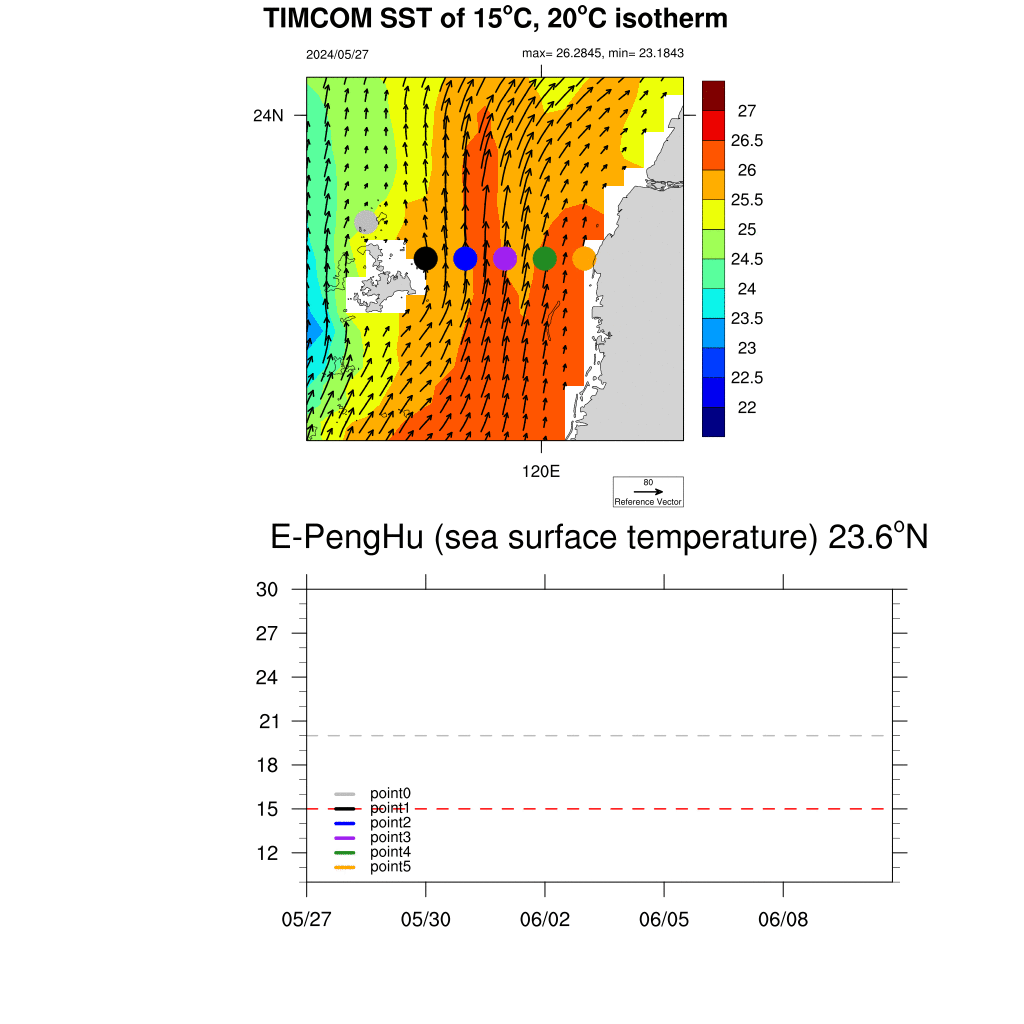 TIMCOM SST of 15°C, 20°C isotherm
2024/05/27
max= 26.2845, min= 23.1843
24N
27
26.5
26
25.5
25
24.5
24
23.5
23
22.5
22
120E
80
Reference Vector
E-PengHu (sea surface temperature) 23.6°N
30
27
24
21
18
15
12
point0
point1
point2
point3
point4
point5
05/27 05/30 06/02 06/05 06/08